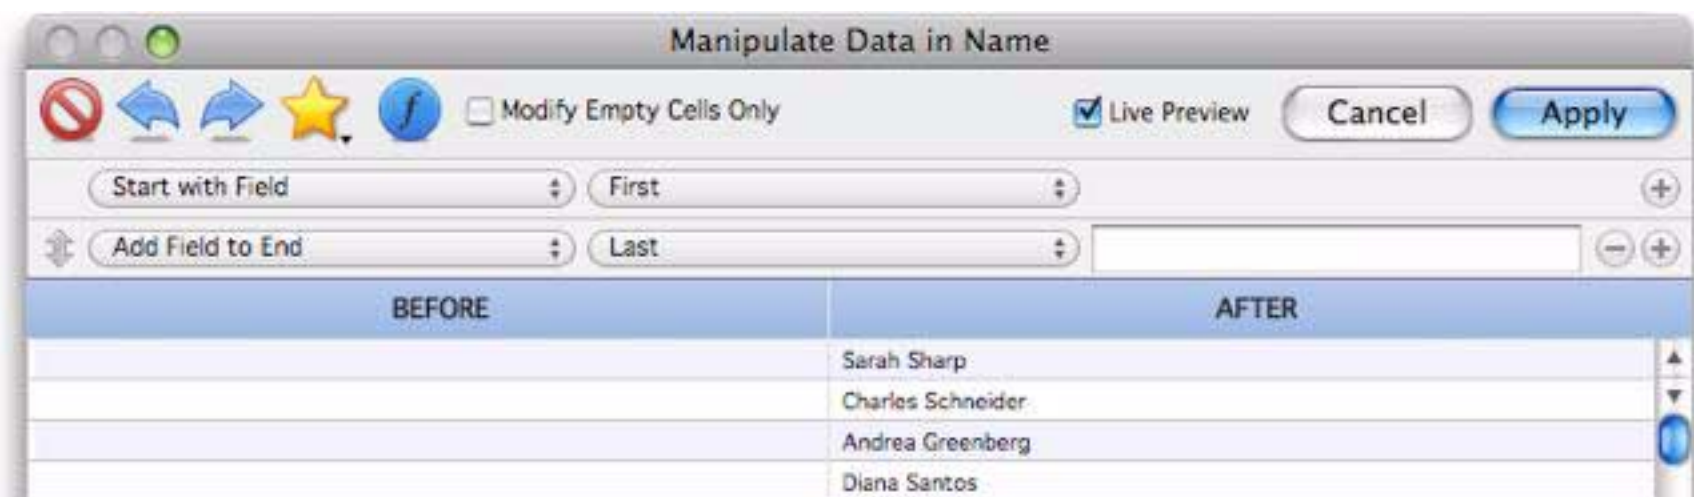 Manipulate Data in Name
f Modify Empty Cells Only Live Preview Cancel Apply
Start with Field First
Add Field to End Last
BEFORE AFTER
Sarah Sharp
Charles Schneider
Andrea Greenberg
Diana Santos